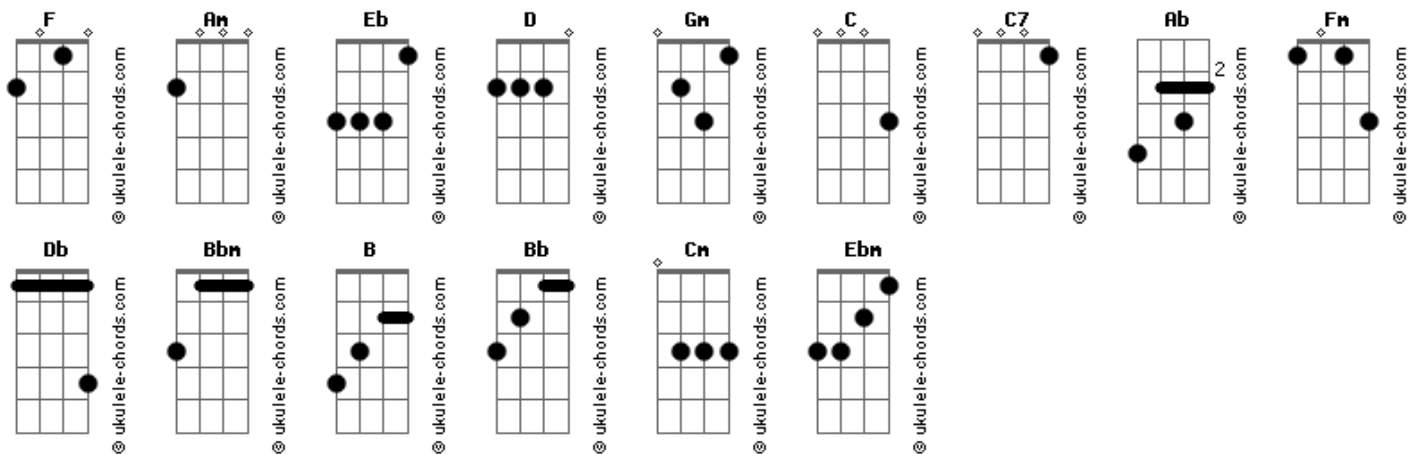 F Am Eb D Gm C C7 Ab Fm
2
© ukulele-chords.com © ukulele-chords.com © ukulele-chords.com © ukulele-chords.com © ukulele-chords.com © ukulele-chords.com © ukulele-chords.com © ukulele-chords.com © ukulele-chords.com
Db Bbm B Bb Cm Ebm
© ukulele-chords.com © ukulele-chords.com © ukulele-chords.com © ukulele-chords.com © ukulele-chords.com © ukulele-chords.com